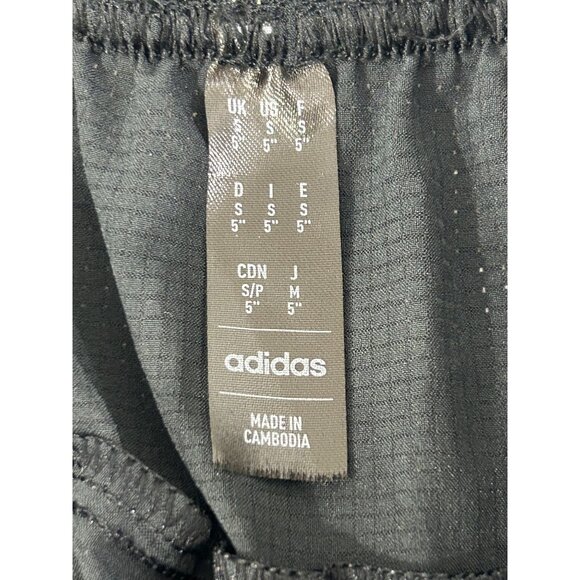 UK US F
S S S
5" 5" 5"
D I E
S S S
5" 5" 5"
CDN J
S/P M
5" 5"
adidas
MADE IN
CAMBODIA